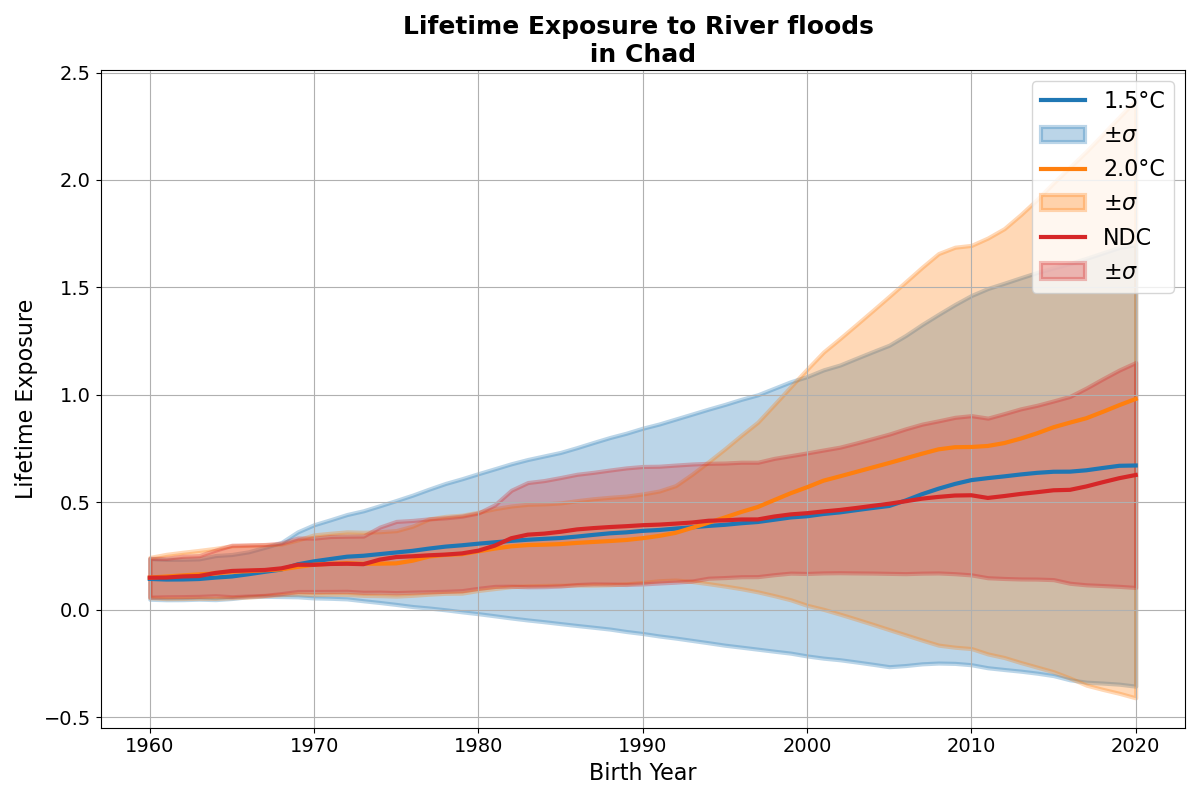 Lifetime Exposure to River floods
in Chad
2.5
2.0
1.5
1.0
0.5
0.0
−0.5
Lifetime Exposure
1960
1970
1980
1990
2000
2010
2020
Birth Year
1.5°C
±σ
2.0°C
±σ
NDC
±σ